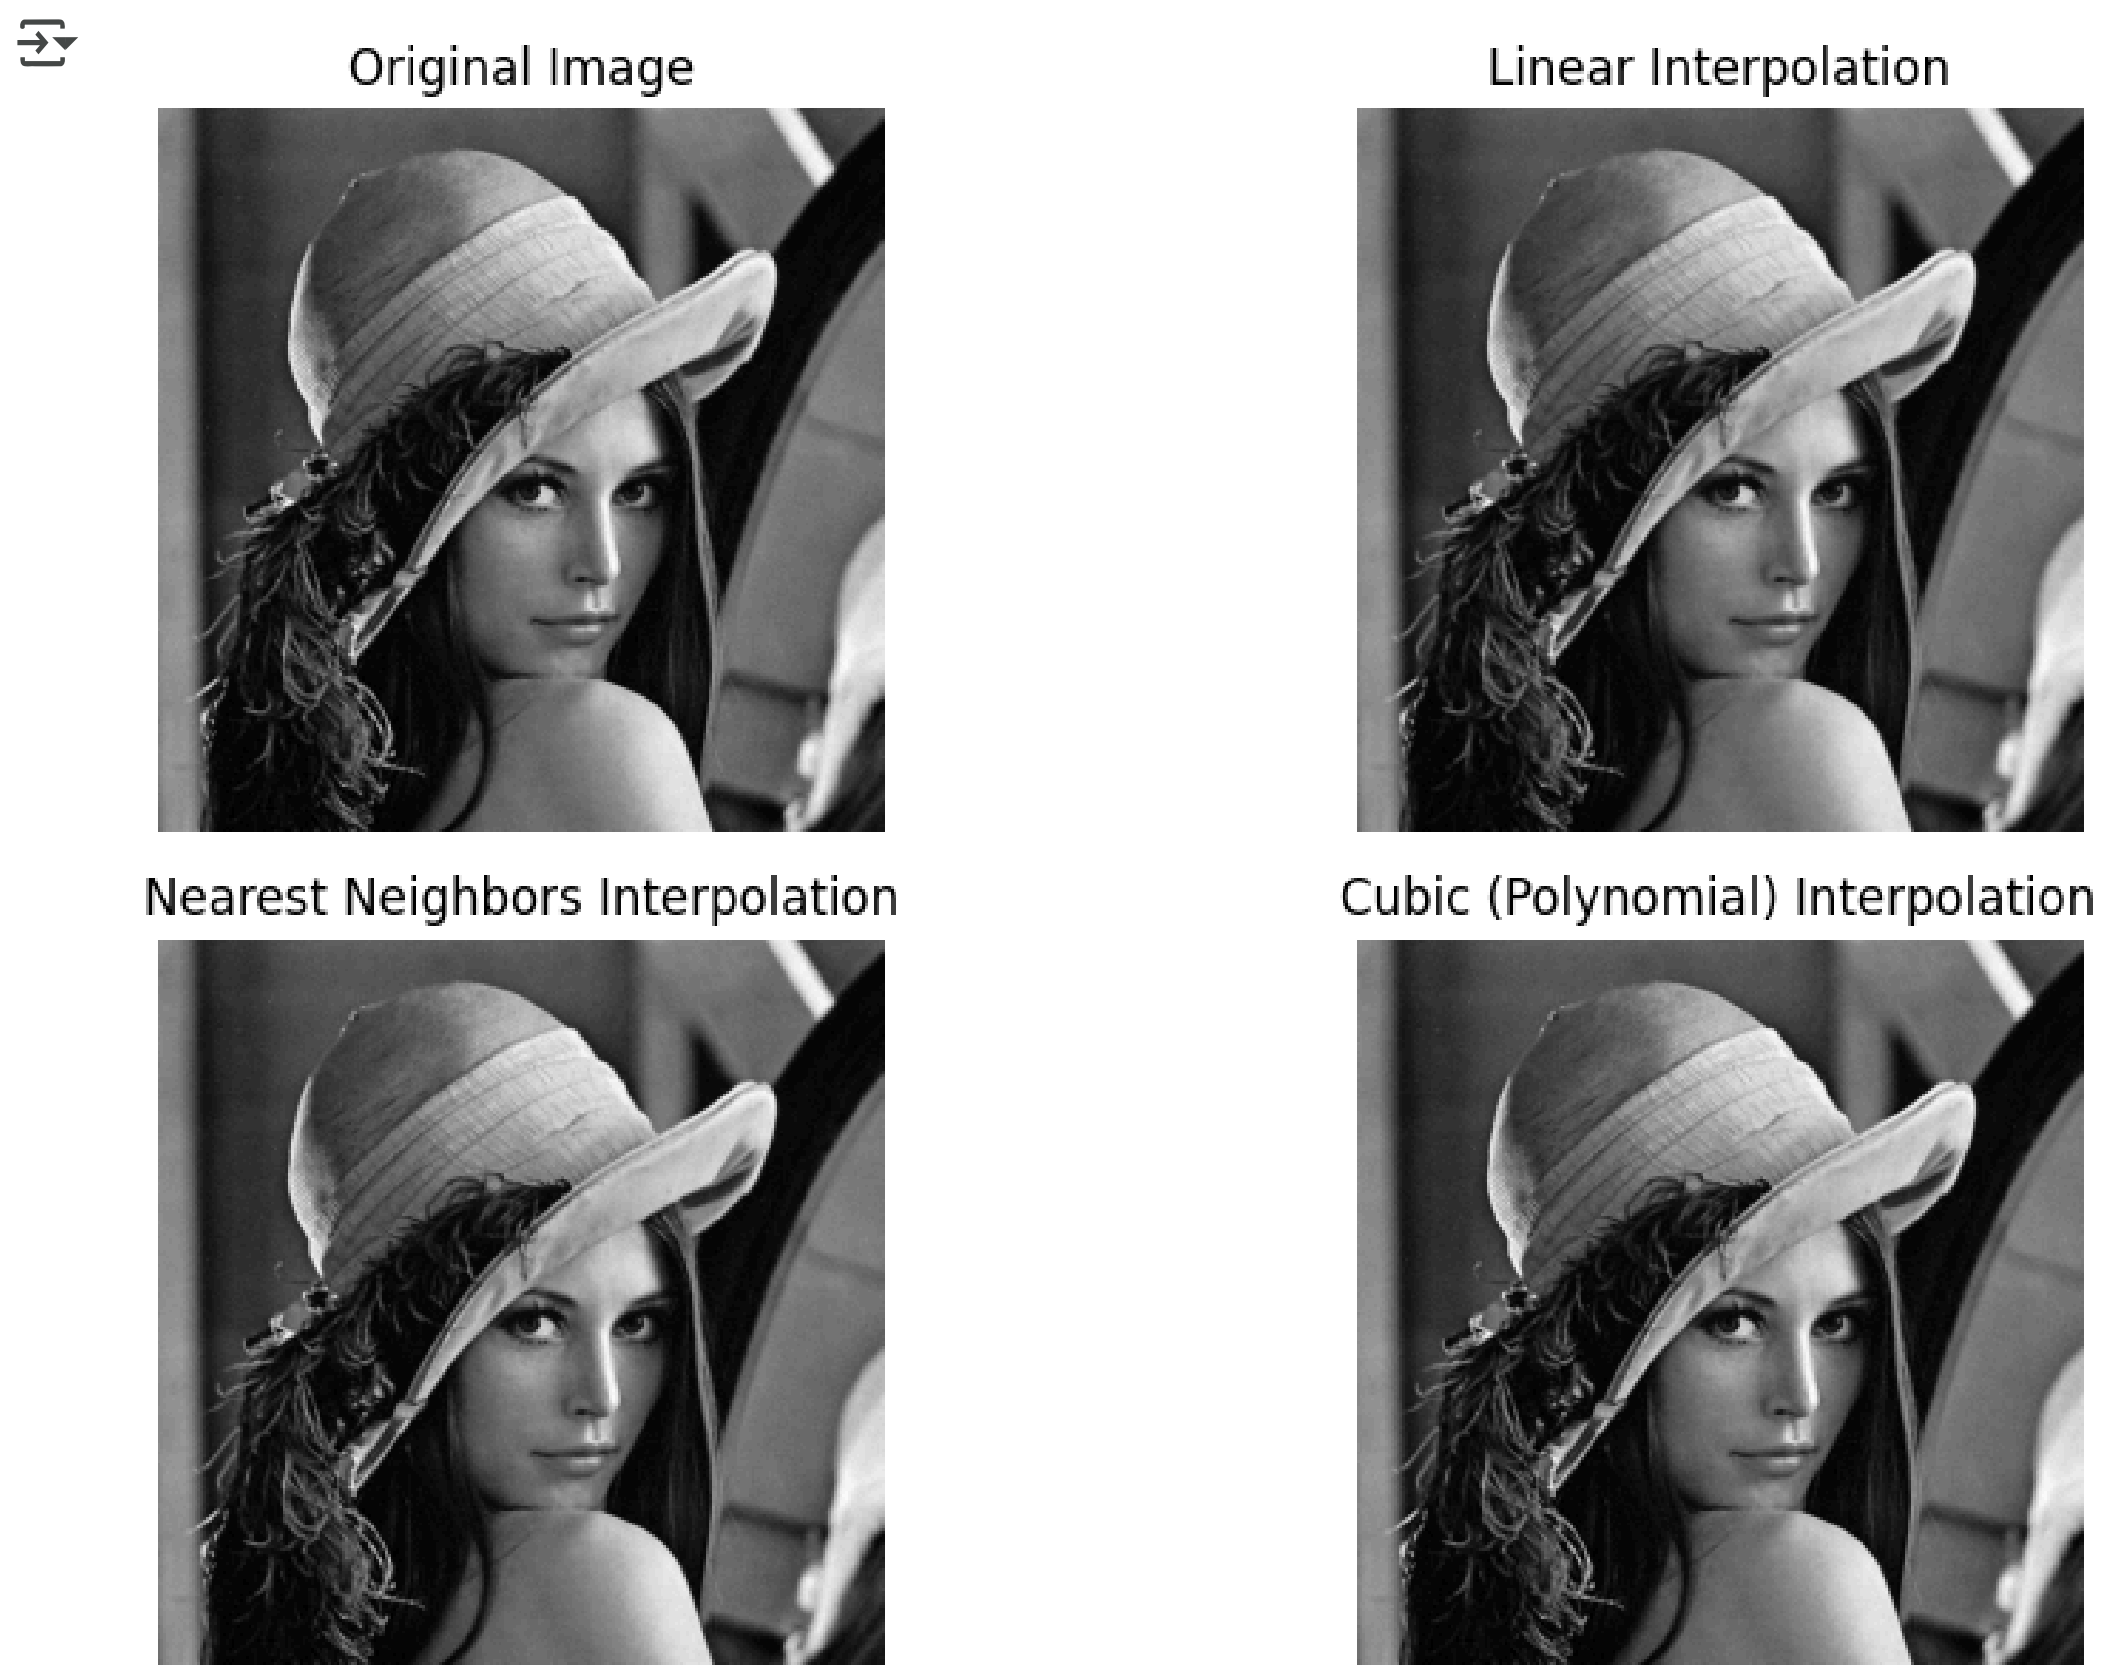 Original Image
Linear Interpolation
Nearest Neighbors Interpolation
Cubic (Polynomial) Interpolation